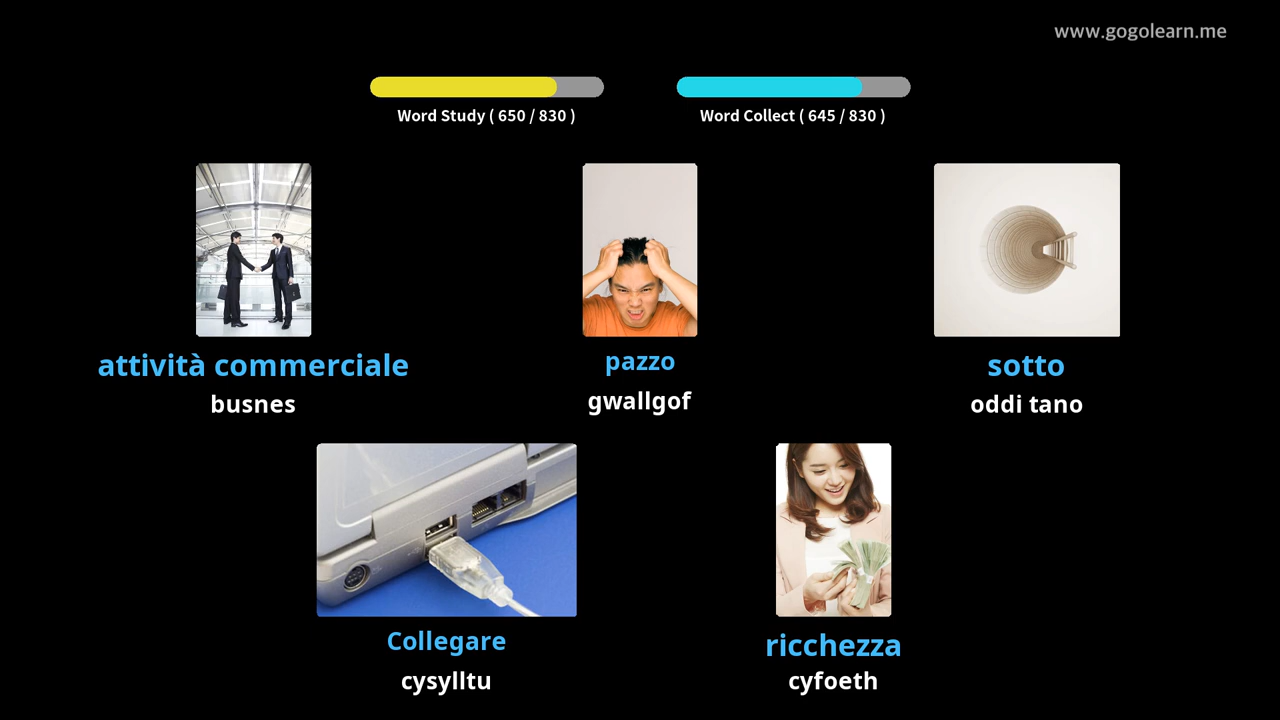 www.gogolearn.me
Word Study ( 650 / 830 )
Word Collect ( 645 / 830 )
attività commerciale
busnes
pazzo
gwallgof
sotto
oddi tano
Collegare
cysylltu
ricchezza
cyfoeth